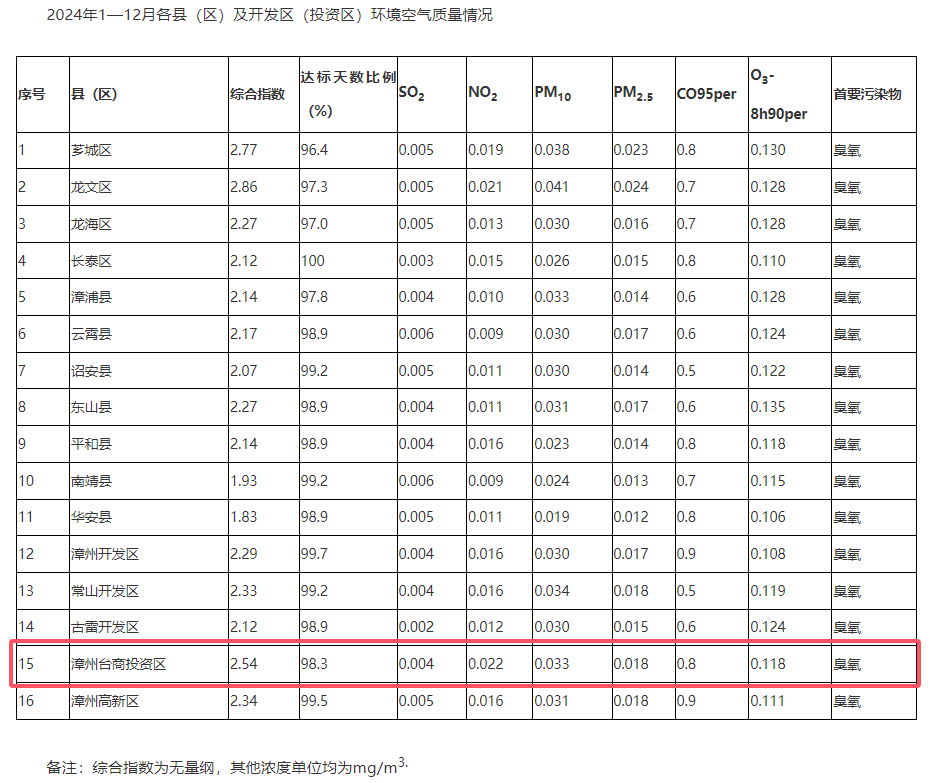 2024年1—12月各县（区）及开发区（投资区）环境空气质量情况
序号 县（区） 综合指数 达标天数比例（%） SO2 NO2 PM10 PM2.5 CO95per O3-8h90per 首要污染物
1 芗城区 2.77 96.4 0.005 0.019 0.038 0.023 0.8 0.130 臭氧
2 龙文区 2.86 97.3 0.005 0.021 0.041 0.024 0.7 0.128 臭氧
3 龙海区 2.27 97.0 0.005 0.013 0.030 0.016 0.7 0.128 臭氧
4 长泰区 2.12 100 0.003 0.015 0.026 0.015 0.8 0.110 臭氧
5 漳浦县 2.14 97.8 0.004 0.010 0.033 0.014 0.6 0.128 臭氧
6 云霄县 2.17 98.9 0.006 0.009 0.030 0.017 0.6 0.124 臭氧
7 诏安县 2.07 99.2 0.005 0.011 0.030 0.014 0.5 0.122 臭氧
8 东山县 2.27 98.9 0.004 0.011 0.031 0.017 0.6 0.135 臭氧
9 平和县 2.14 98.9 0.004 0.016 0.023 0.014 0.8 0.118 臭氧
10 南靖县 1.93 99.2 0.006 0.009 0.024 0.013 0.7 0.115 臭氧
11 华安县 1.83 98.9 0.005 0.011 0.019 0.012 0.8 0.106 臭氧
12 漳州开发区 2.29 99.7 0.004 0.016 0.030 0.017 0.9 0.108 臭氧
13 常山开发区 2.33 99.2 0.004 0.016 0.034 0.018 0.5 0.119 臭氧
14 古雷开发区 2.12 98.9 0.002 0.012 0.030 0.015 0.6 0.124 臭氧
15 漳州台商投资区 2.54 98.3 0.004 0.022 0.033 0.018 0.8 0.118 臭氧
16 漳州高新区 2.34 99.5 0.005 0.016 0.031 0.018 0.9 0.111 臭氧
备注：综合指数为无量纲，其他浓度单位均为mg/m3.